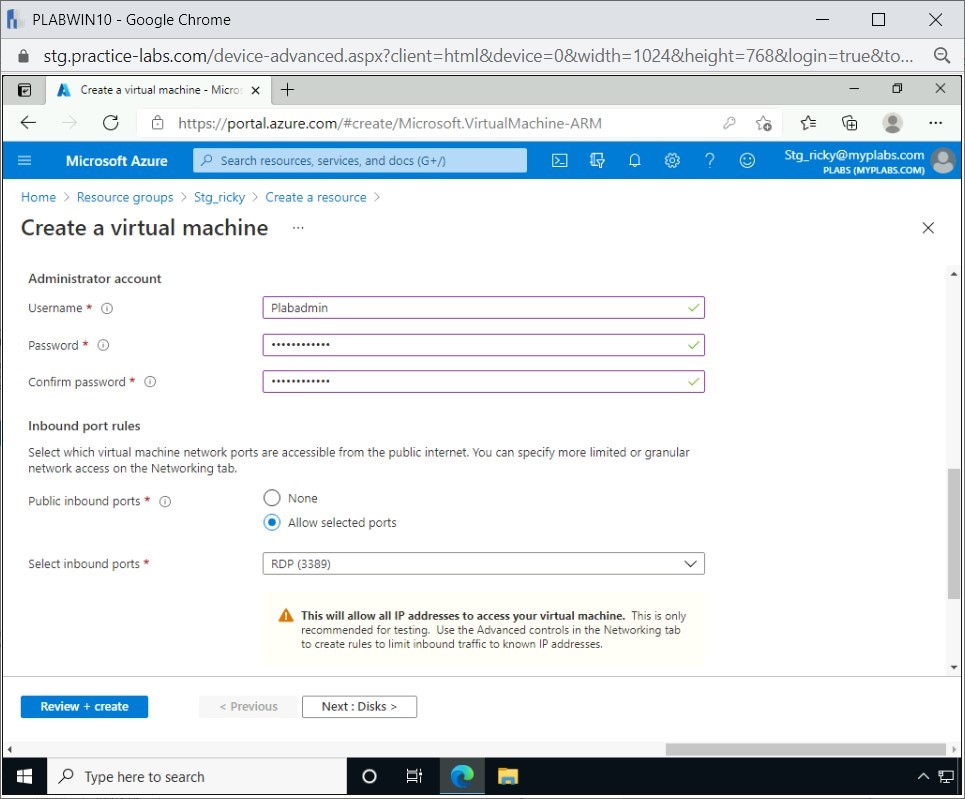 PLABWIN10 - Google Chrome
stg.practice-labs.com/device-advanced.aspx?client=html&device=0&width=1024&height=768&login=true&to...
Create a virtual machine - Micros
https://portal.azure.com/#create/Microsoft.VirtualMachine-ARM
Microsoft Azure
Search resources, services, and docs (G+/)
Stg_ricky@myplabs.com
PLABS (MYPLABS.COM)
Home > Resource groups > Stg_ricky > Create a resource >
Create a virtual machine ...
Administrator account
Username *
Plabadmin
Password *
••••••••••••
Confirm password *
••••••••••••
Inbound port rules
Select which virtual machine network ports are accessible from the public internet. You can specify more limited or granular
network access on the Networking tab.
Public inbound ports *
None
Allow selected ports
Select inbound ports *
RDP (3389)
This will allow all IP addresses to access your virtual machine. This is only
recommended for testing. Use the Advanced controls in the Networking tab
to create rules to limit inbound traffic to known IP addresses.
Review + create
< Previous
Next : Disks >
Type here to search